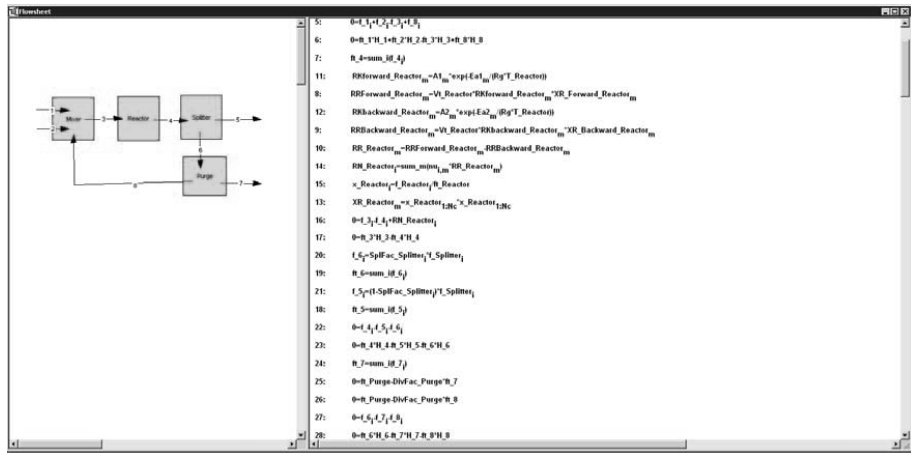 Flowsheet
1
2
Mixer
3
Reactor
4
Splitter
5
6
Purge
7
8
5: 0=f_1i+f_2i-f_3i+f_8i
6: 0=ft_1*H_1+ft_2*H_2-ft_3*H_3+ft_8*H_8
7: ft_4=sum_i(f_4i)
11: RKforward_Reactorm=A1m*exp(-Ea1m/(Rg*T_Reactor))
8: RRForward_Reactorm=Vt_Reactor*RKforward_Reactorm*XR_Forward_Reactorm
12: RKbackward_Reactorm=A2m*exp(-Ea2m/(Rg*T_Reactor))
9: RRBackward_Reactorm=Vt_Reactor*RKbackward_Reactorm*XR_Backward_Reactorm
10: RR_Reactorm=RRForward_Reactorm-RRBackward_Reactorm
14: RN_Reactori=sum_m(nui,m*RR_Reactorm)
15: x_Reactori=f_Reactori/ft_Reactor
13: XR_Reactorm=x_Reactor1:Nc*x_Reactor1:Nc
16: 0=f_3i-f_4i+RN_Reactori
17: 0=ft_3*H_3-ft_4*H_4
20: f_6i=SplFac_Splitteri*f_Splitteri
19: ft_6=sum_i(f_6i)
21: f_5i=(1-SplFac_Splitteri)*f_Splitteri
18: ft_5=sum_i(f_5i)
22: 0=f_4i-f_5i-f_6i
23: 0=ft_4*H_4-ft_5*H_5-ft_6*H_6
24: ft_7=sum_i(f_7i)
25: 0=ft_Purge-DivFac_Purge*ft_7
26: 0=ft_Purge-DivFac_Purge*ft_8
27: 0=f_6i-f_7i-f_8i
28: 0=ft_6*H_6-ft_7*H_7-ft_8*H_8